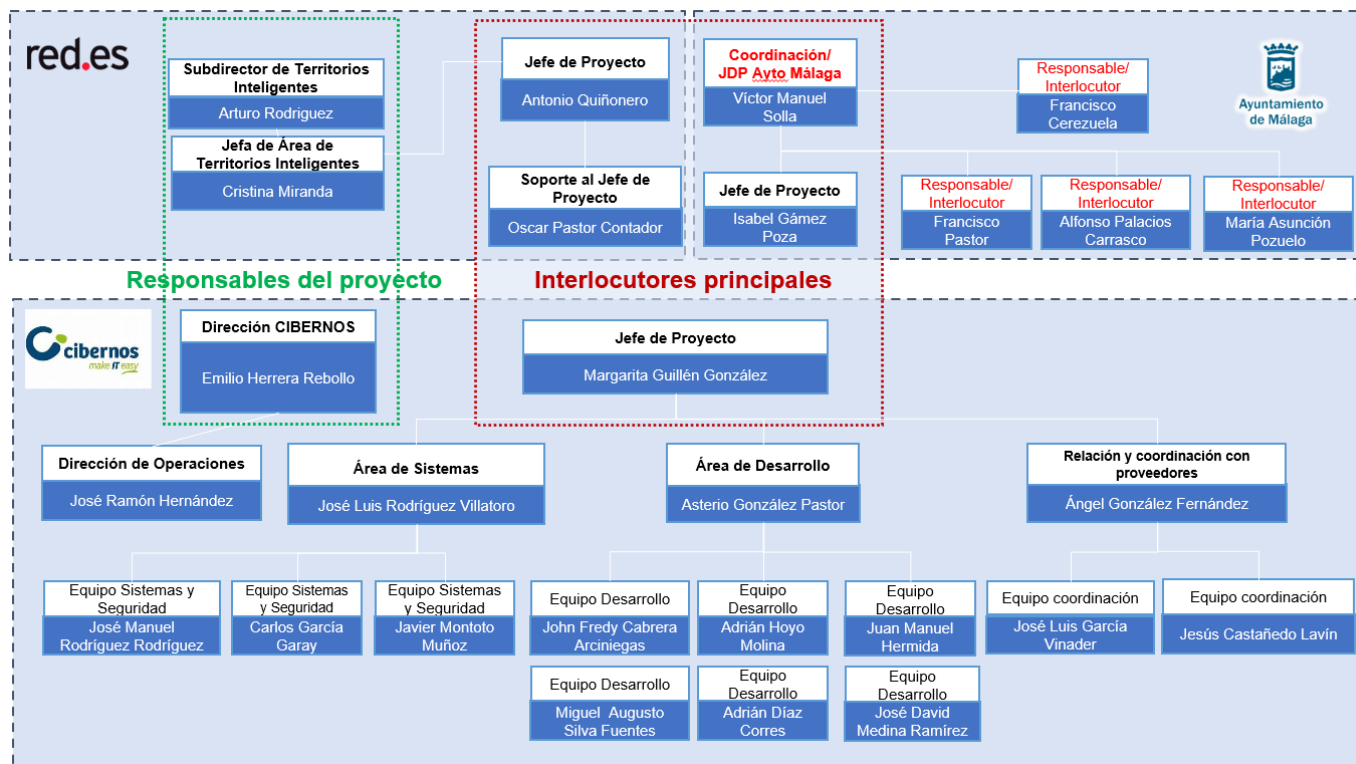 red.es
Subdirector de Territorios
Inteligentes
Arturo Rodriguez
Jefa de Área de
Territorios Inteligentes
Cristina Miranda
Jefe de Proyecto
Antonio Quiñonero
Soporte al Jefe de
Proyecto
Oscar Pastor Contador
Coordinación/
JDP Ayto Málaga
Víctor Manuel
Solla
Jefe de Proyecto
Isabel Gámez
Poza
Responsable/
Interlocutor
Francisco
Cerezuela
Ayuntamiento
de Málaga
Responsable/
Interlocutor
Francisco
Pastor
Responsable/
Interlocutor
Alfonso Palacios
Carrasco
Responsable/
Interlocutor
María Asunción
Pozuelo
Responsables del proyecto
Interlocutores principales
cibernos
make IT easy
Dirección CIBERNOS
Emilio Herrera Rebollo
Jefe de Proyecto
Margarita Guillén González
Dirección de Operaciones
José Ramón Hernández
Área de Sistemas
José Luis Rodríguez Villatoro
Área de Desarrollo
Asterio González Pastor
Relación y coordinación con
proveedores
Ángel González Fernández
Equipo Sistemas y
Seguridad
José Manuel
Rodríguez Rodríguez
Equipo Sistemas
y Seguridad
Carlos García
Garay
Equipo Sistemas
y Seguridad
Javier Montoto
Muñoz
Equipo Desarrollo
John Fredy Cabrera
Arciniegas
Equipo
Desarrollo
Adrián Hoyo
Molina
Equipo
Desarrollo
Juan Manuel
Hermida
Equipo coordinación
José Luis García
Vinader
Equipo coordinación
Jesús Castañedo Lavín
Equipo Desarrollo
Miguel Augusto
Silva Fuentes
Equipo
Desarrollo
Adrián Díaz
Corres
Equipo
Desarrollo
José David
Medina Ramírez